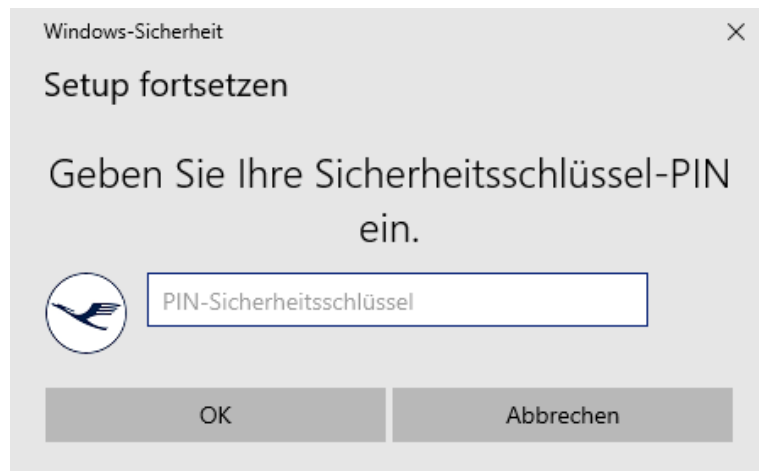 Windows-Sicherheit
Setup fortsetzen
Geben Sie Ihre Sicherheitsschlüssel-PIN
ein.
PIN-Sicherheitsschlüssel
OK
Abbrechen